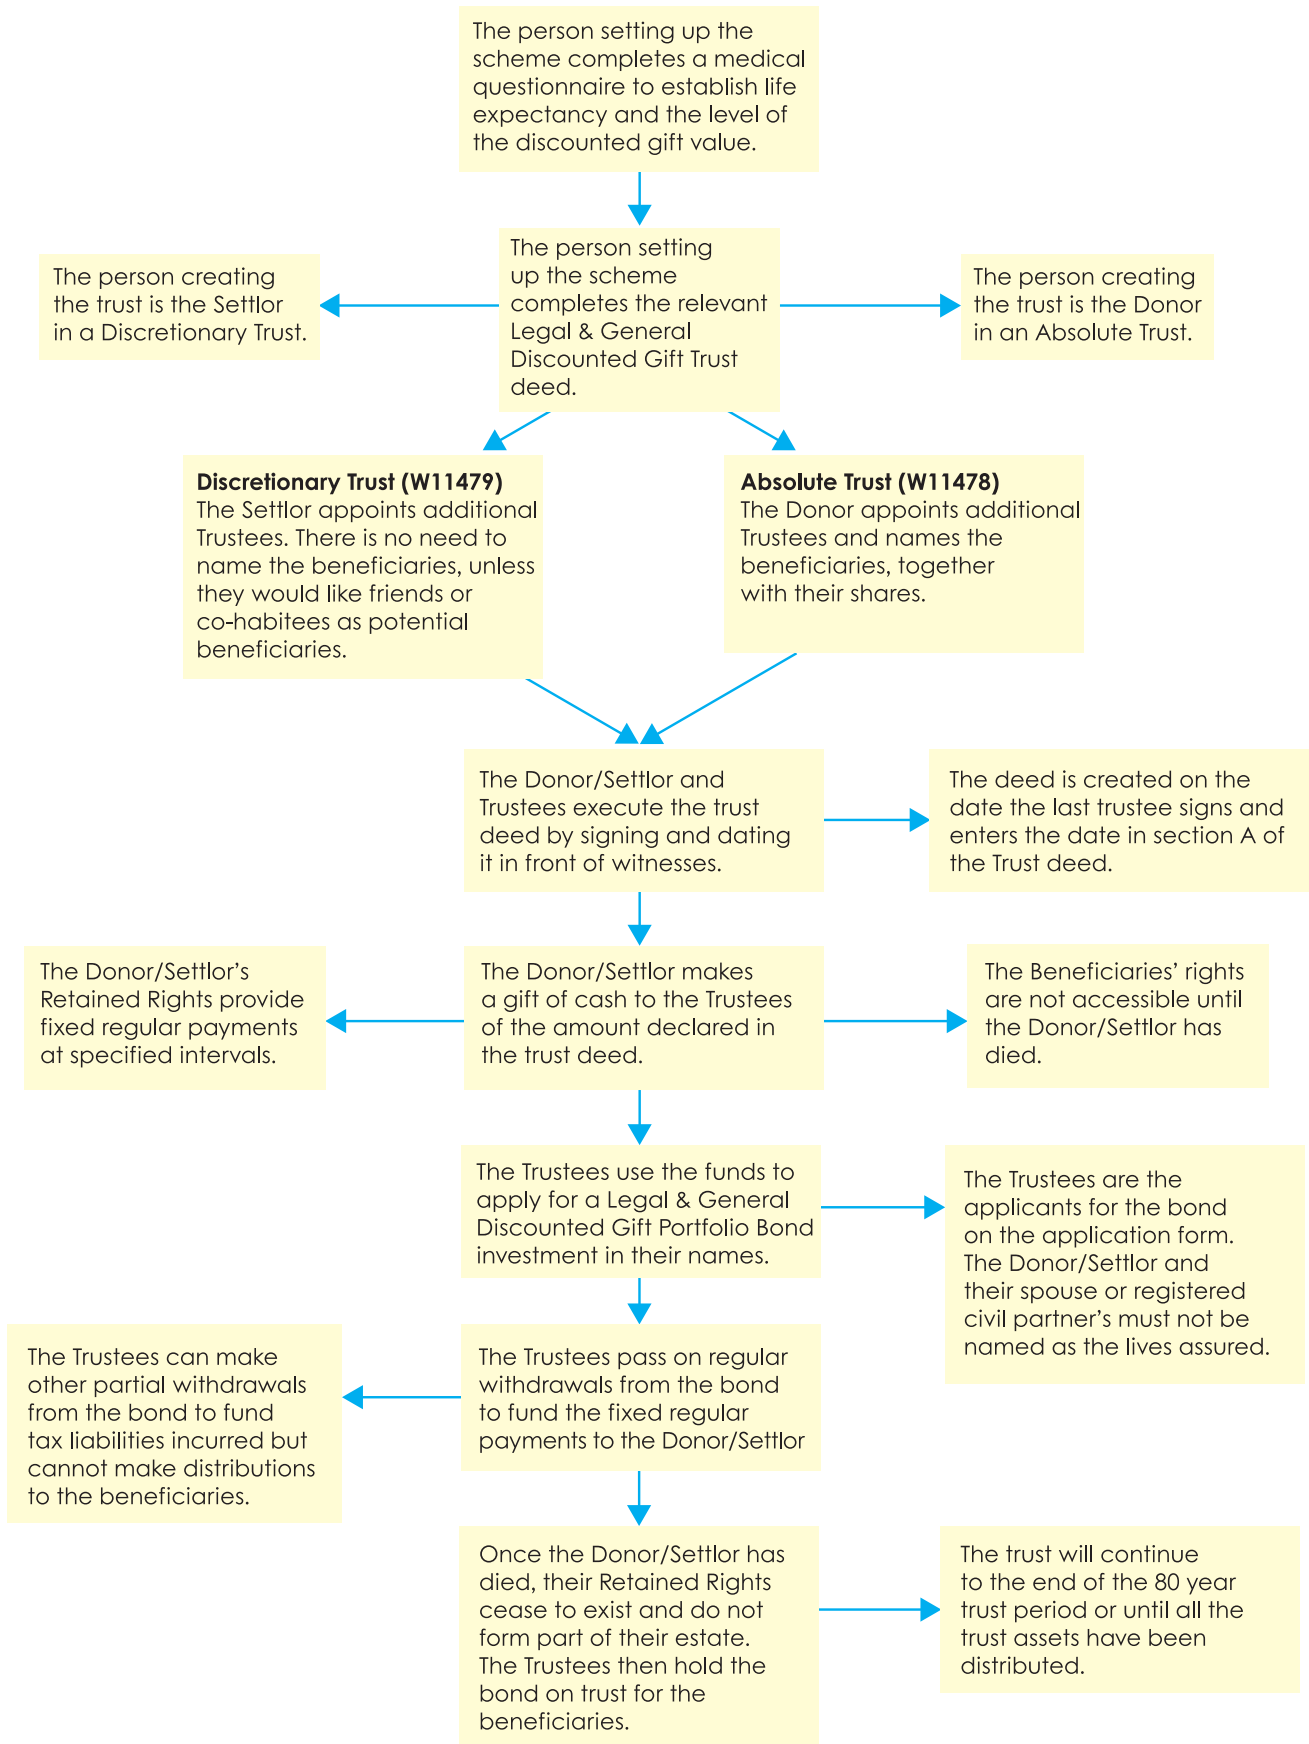 The person setting up the
scheme completes a medical
questionnaire to establish life
expectancy and the level of
the discounted gift value.
The person creating
the trust is the Settlor
in a Discretionary Trust.
The person setting
up the scheme
completes the relevant
Legal & General
Discounted Gift Trust
deed.
The person creating
the trust is the Donor
in an Absolute Trust.
Discretionary Trust (W11479)
The Settlor appoints additional
Trustees. There is no need to
name the beneficiaries, unless
they would like friends or
co-habitees as potential
beneficiaries.
Absolute Trust (W11478)
The Donor appoints additional
Trustees and names the
beneficiaries, together
with their shares.
The Donor/Settlor and
Trustees execute the trust
deed by signing and dating
it in front of witnesses.
The deed is created on the
date the last trustee signs and
enters the date in section A of
the Trust deed.
The Donor/Settlor's
Retained Rights provide
fixed regular payments
at specified intervals.
The Donor/Settlor makes
a gift of cash to the Trustees
of the amount declared in
the trust deed.
The Beneficiaries' rights
are not accessible until
the Donor/Settlor has
died.
The Trustees use the funds to
apply for a Legal & General
Discounted Gift Portfolio Bond
investment in their names.
The Trustees are the
applicants for the bond
on the application form.
The Donor/Settlor and
their spouse or registered
civil partner's must not be
named as the lives assured.
The Trustees can make
other partial withdrawals
from the bond to fund
tax liabilities incurred but
cannot make distributions
to the beneficiaries.
The Trustees pass on regular
withdrawals from the bond
to fund the fixed regular
payments to the Donor/Settlor
Once the Donor/Settlor has
died, their Retained Rights
cease to exist and do not
form part of their estate.
The Trustees then hold the
bond on trust for the
beneficiaries.
The trust will continue
to the end of the 80 year
trust period or until all the
trust assets have been
distributed.